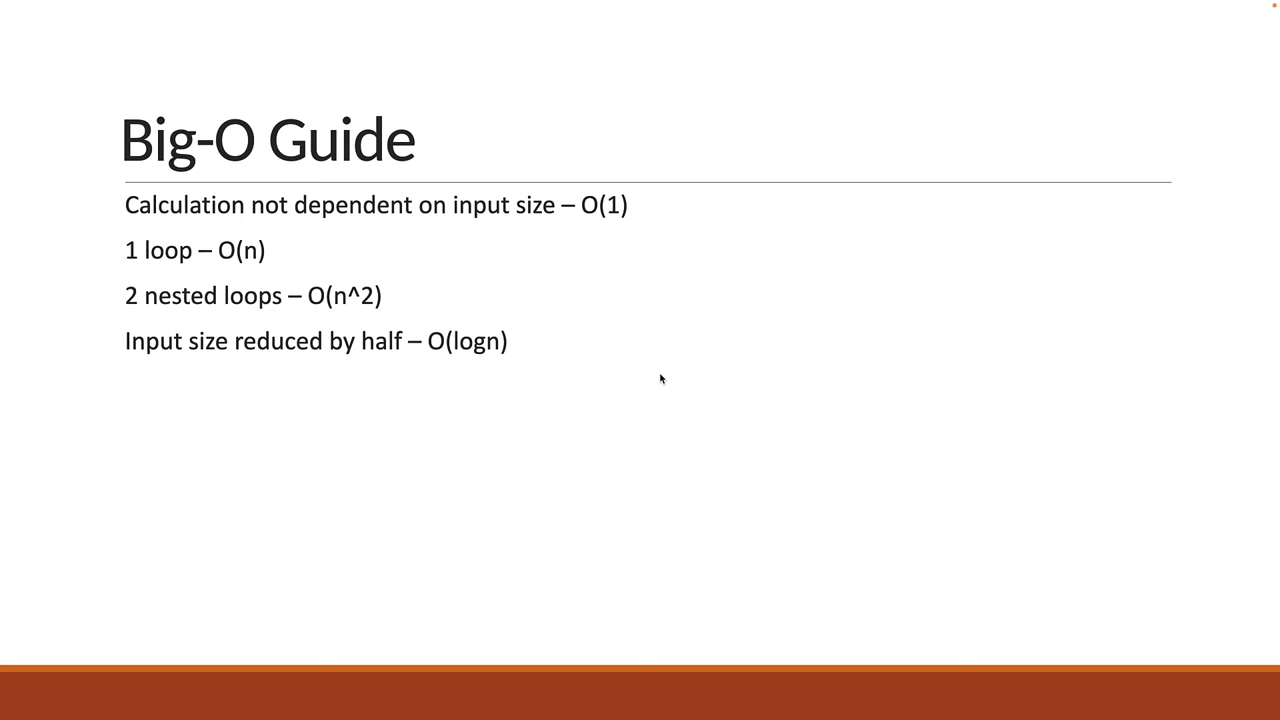 Big-O Guide
Calculation not dependent on input size – O(1)
1 loop – O(n)
2 nested loops – O(n^2)
Input size reduced by half – O(logn)